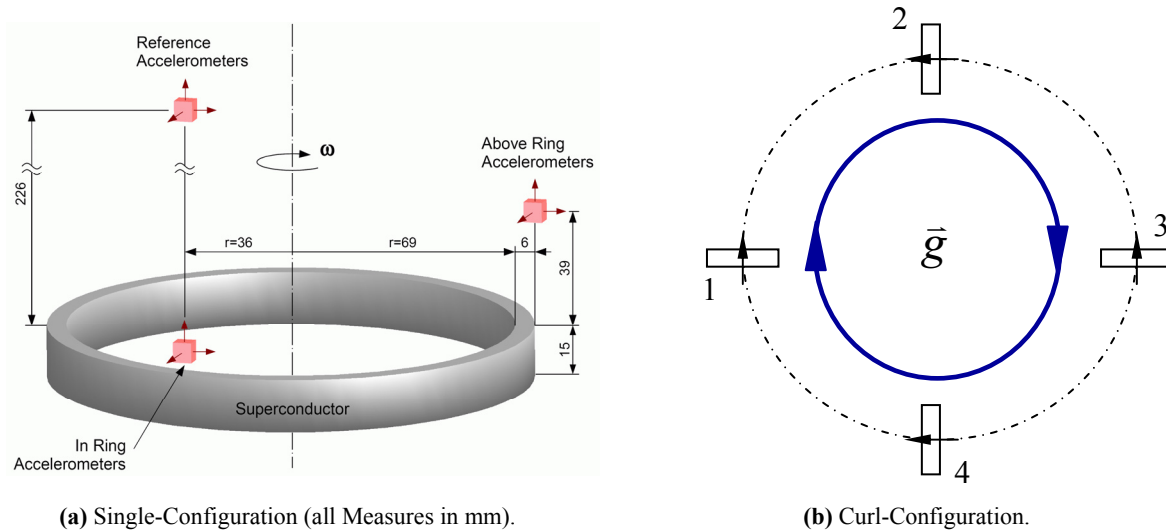 Reference
Accelerometers
ω
Above Ring
Accelerometers
226
r=36
r=69
6
39
15
Superconductor
In Ring
Accelerometers
(a) Single-Configuration (all Measures in mm).
2
3
1
g⃗
4
(b) Curl-Configuration.